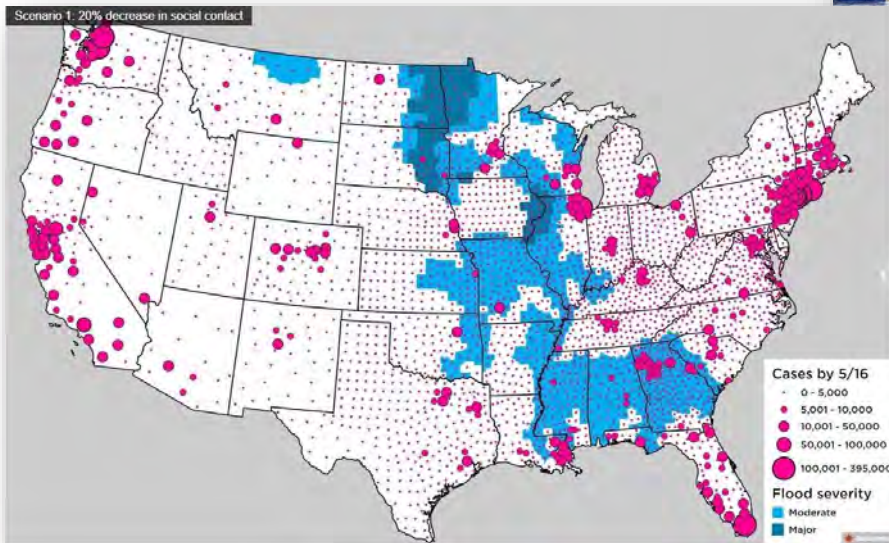 Scenario 1: 20% decrease in social contact
Cases by 5/16
0 - 5,000
5,001 - 10,000
10,001 - 50,000
50,001 - 100,000
100,001 - 395,000
Flood severity
Moderate
Major